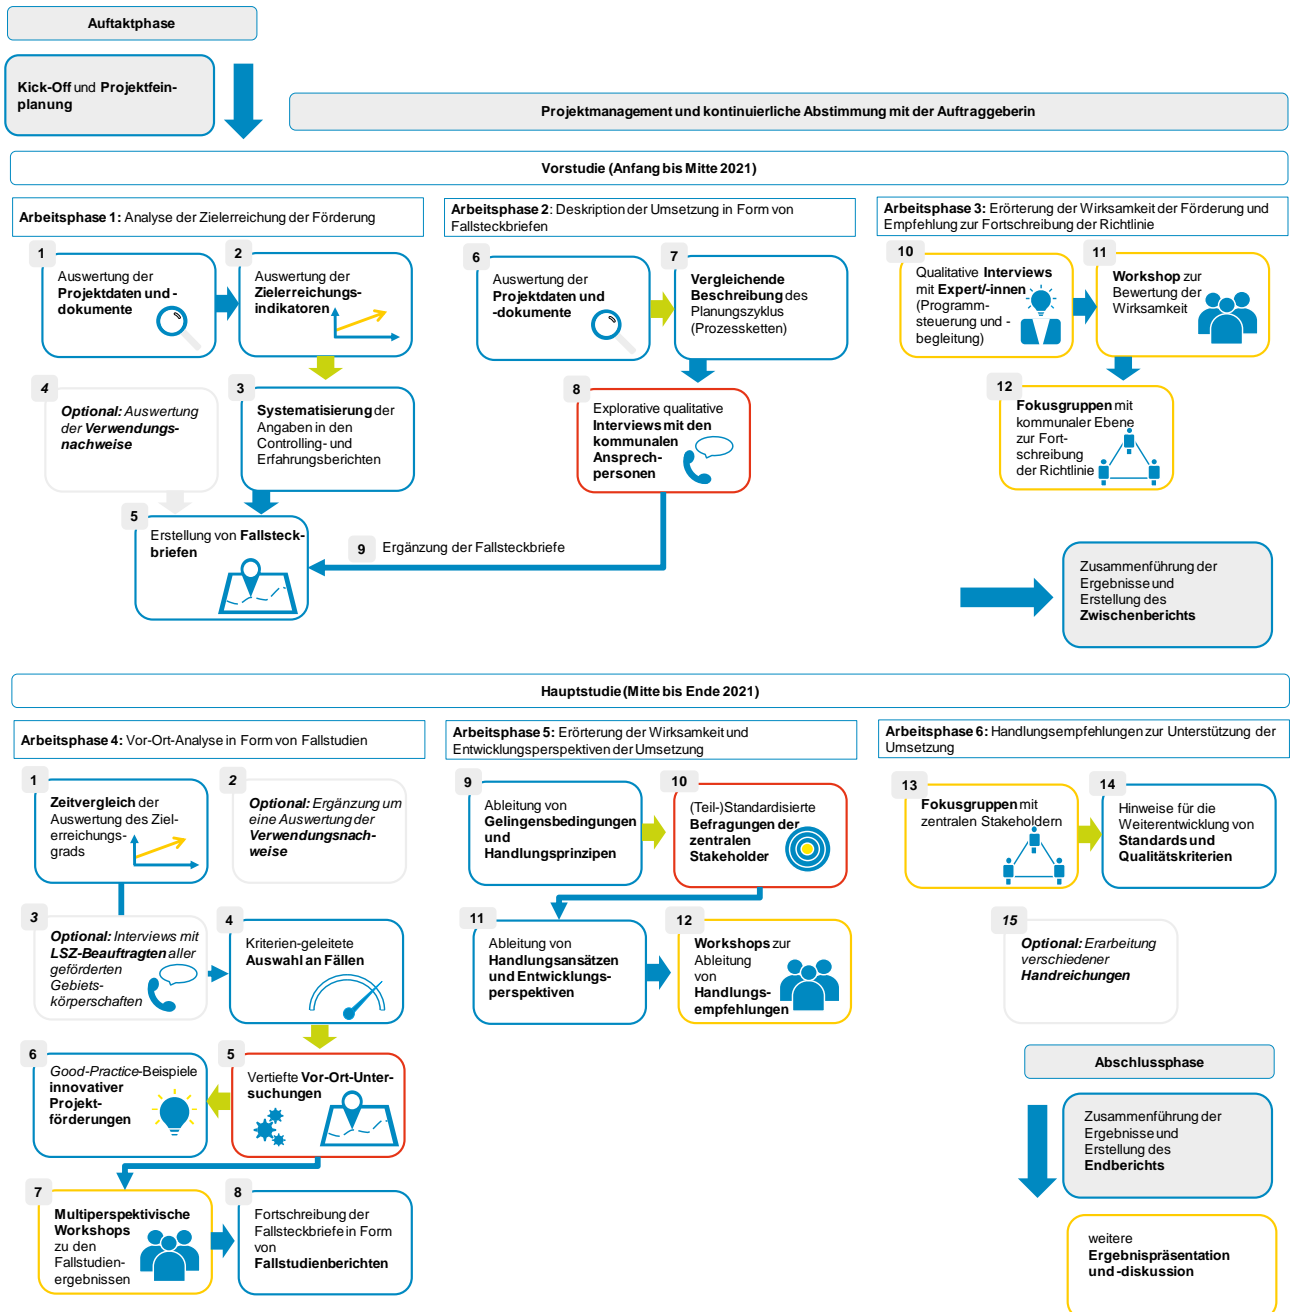 Auftaktphase
Kick-Off und Projektfein-
planung
Projektmanagement und kontinuierliche Abstimmung mit der Auftraggeberin
Vorstudie (Anfang bis Mitte 2021)
Arbeitsphase 1: Analyse der Zielerreichung der Förderung
1
Auswertung der
Projektdaten und -
dokumente
2
Auswertung der
Zielerreichungs-
indikatoren
4
Optional: Auswertung
der Verwendungs-
nachweise
3
Systematisierung der
Angaben in den
Controlling- und
Erfahrungsberichten
5
Erstellung von Fallsteck-
briefen
9
Ergänzung der Fallsteckbriefe
Arbeitsphase 2: Deskription der Umsetzung in Form von
Fallsteckbriefen
6
Auswertung der
Projektdaten und
-dokumente
7
Vergleichende
Beschreibung des
Planungszyklus
(Prozessketten)
8
Explorative qualitative
Interviews mit den
kommunalen
Ansprech-
personen
Arbeitsphase 3: Erörterung der Wirksamkeit der Förderung und
Empfehlung zur Fortschreibung der Richtlinie
10
Qualitative Interviews
mit Expert/-innen
(Programm-
steuerung und -
begleitung)
11
Workshop zur
Bewertung der
Wirksamkeit
12
Fokusgruppen mit
kommunaler Ebene
zur Fort-
schreibung
der Richtlinie
Zusammenführung der
Ergebnisse und
Erstellung des
Zwischenberichts
Hauptstudie (Mitte bis Ende 2021)
Arbeitsphase 4: Vor-Ort-Analyse in Form von Fallstudien
1
Zeitvergleich der
Auswertung des Ziel-
erreichungs-
grads
2
Optional: Ergänzung um
eine Auswertung der
Verwendungsnach-
weise
3
Optional: Interviews mit
LSZ-Beauftragten aller
geförderten
Gebiets-
körperschaften
4
Kriterien-geleitete
Auswahl an Fällen
6
Good-Practice-Beispiele
innovativer
Projekt-
förderungen
5
Vertiefte Vor-Ort-Unter-
suchungen
7
Multiperspektivische
Workshops
zu den
Fallstudien-
ergebnissen
8
Fortschreibung der
Fallsteckbriefe in Form
von
Fallstudienberichten
Arbeitsphase 5: Erörterung der Wirksamkeit und
Entwicklungsperspektiven der Umsetzung
9
Ableitung von
Gelingensbedingungen
und
Handlungsprinzipien
10
(Teil-)Standardisierte
Befragungen der
zentralen
Stakeholder
11
Ableitung von
Handlungsansätzen
und Entwicklungs-
perspektiven
12
Workshops zur
Ableitung
von
Handlungs-
empfehlungen
Arbeitsphase 6: Handlungsempfehlungen zur Unterstützung der
Umsetzung
13
Fokusgruppen mit
zentralen Stakeholdern
14
Hinweise für die
Weiterentwicklung von
Standards und
Qualitätskriterien
15
Optional: Erarbeitung
verschiedener
Handreichungen
Abschlussphase
Zusammenführung der
Ergebnisse und
Erstellung des
Endberichts
weitere
Ergebnispräsentation
und -diskussion